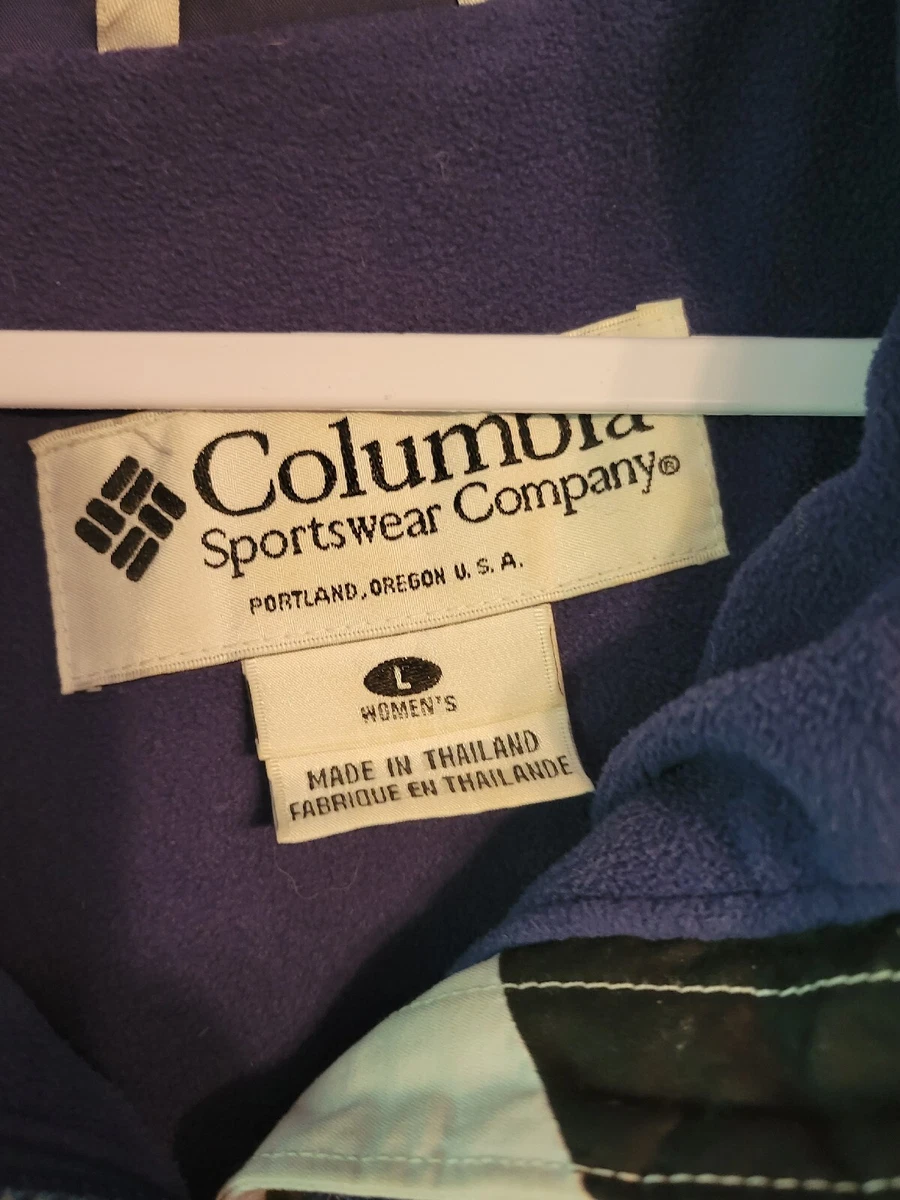 Columbia
Sportswear Company®
PORTLAND, OREGON U. S. A.
L
WOMEN'S
MADE IN THAILAND
FABRIQUE EN THAILANDE